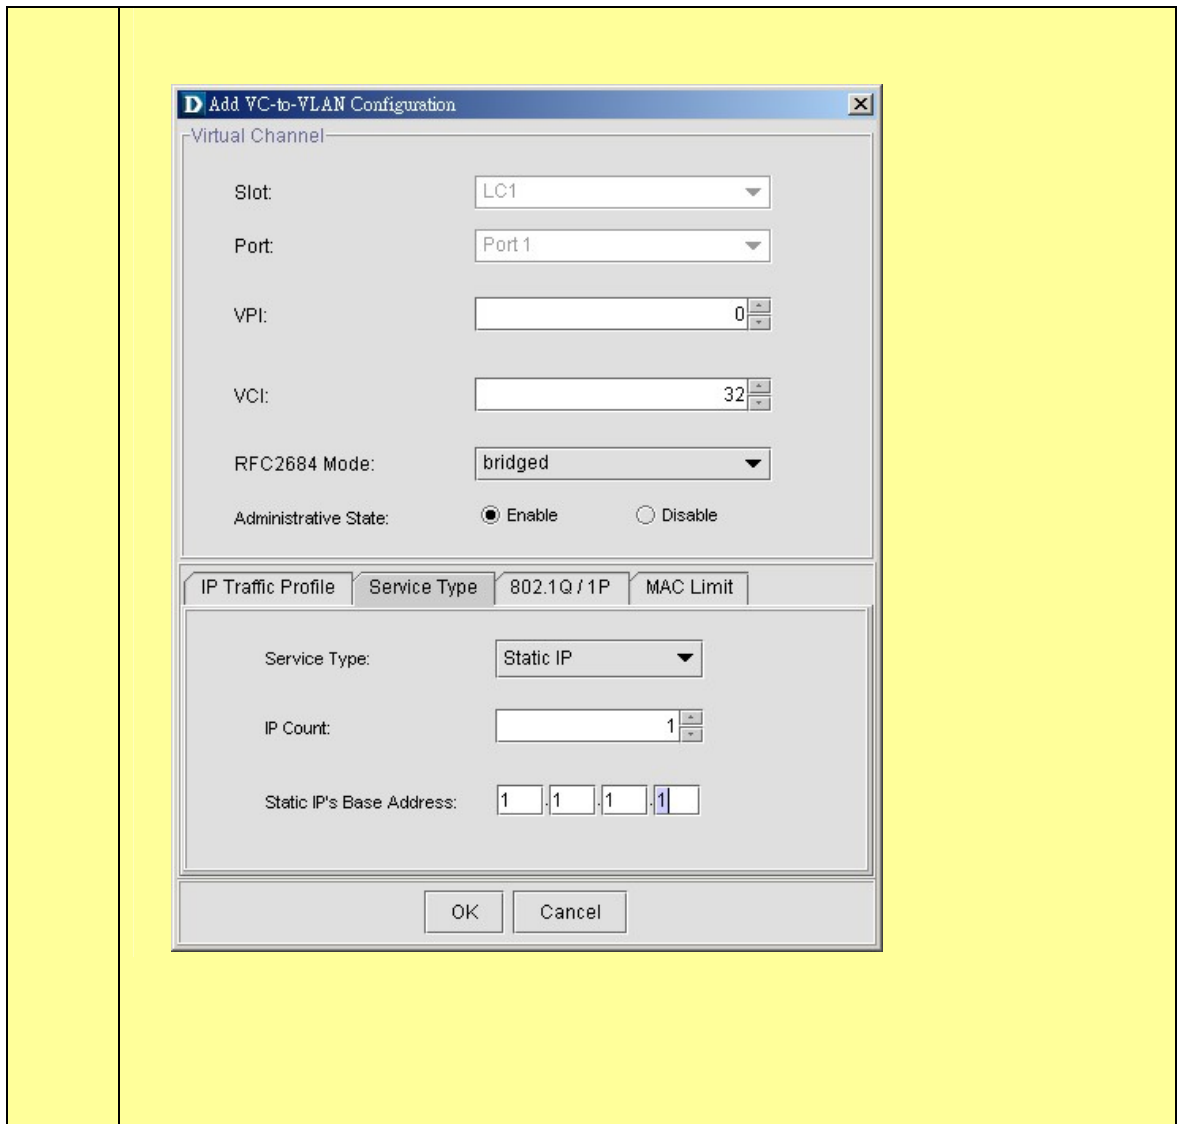 D Add VC-to-VLAN Configuration
Virtual Channel
Slot: LC1
Port: Port 1
VPI: 0
VCI: 32
RFC2684 Mode: bridged
Administrative State: Enable Disable
IP Traffic Profile Service Type 802.1Q / 1P MAC Limit
Service Type: Static IP
IP Count: 1
Static IP's Base Address: 1 .1 .1 .1
OK Cancel